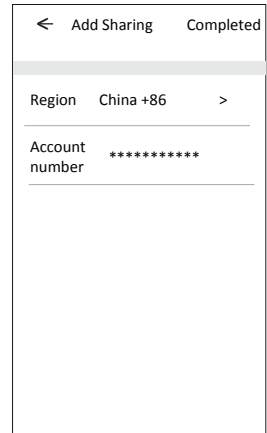 ← Add Sharing Completed
Region China +86 >
Account
number ***********